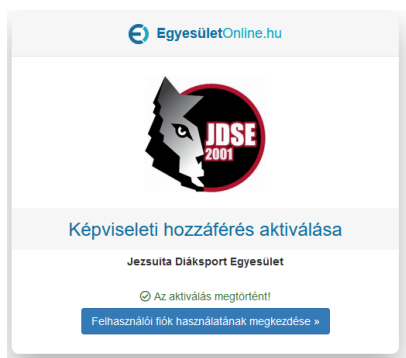 EgyesületOnline.hu
JDSE
2001
Képviseleti hozzáférés aktiválása
Jezsuita Diáksport Egyesület
Az aktiválás megtörtént!
Felhasználói fiók használatának megkezdése »